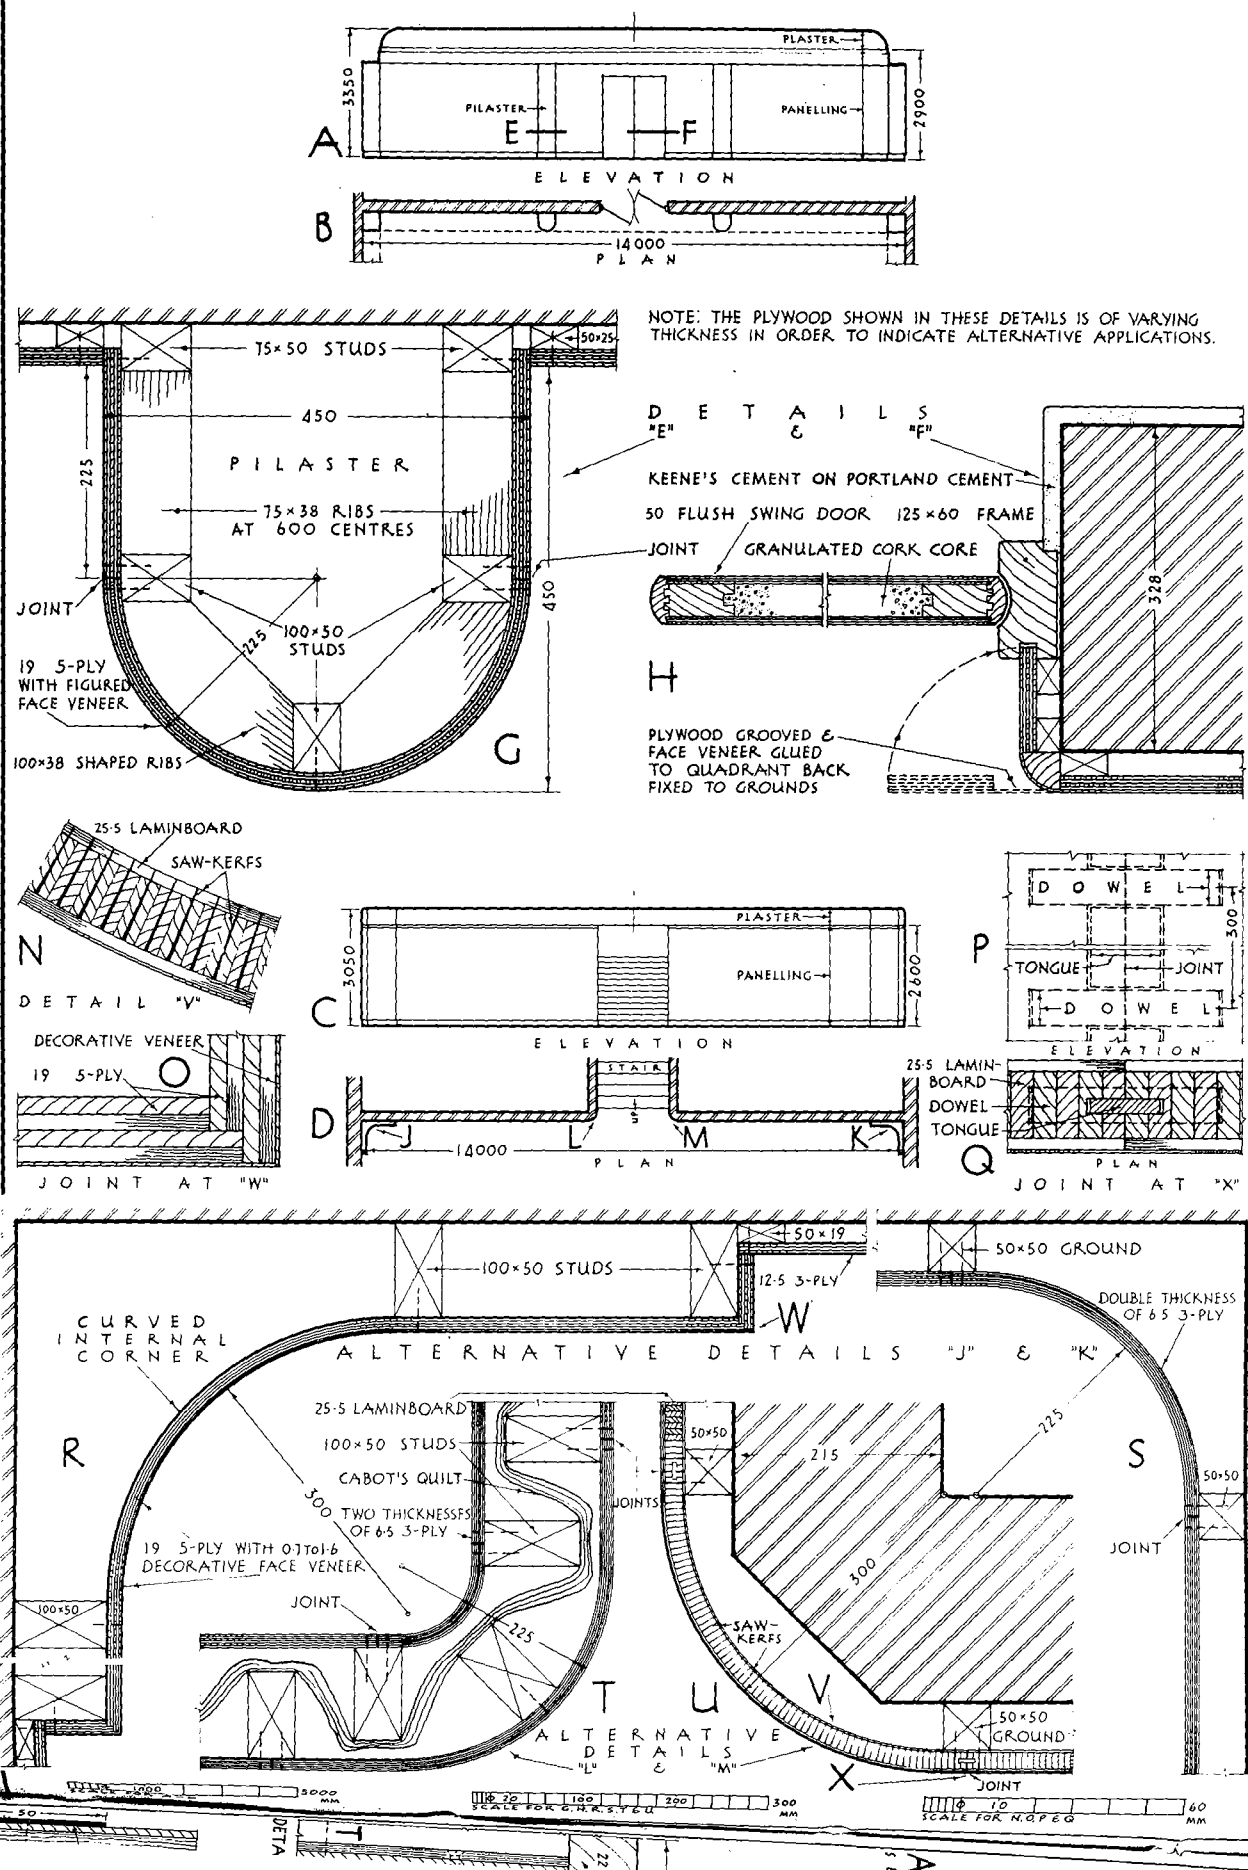 PLASTER
3350
PILASTER
PANELLING
2900
E
F
A
ELEVATION
B
14000
PLAN
75×50 STUDS
50×25
450
PILASTER
225
75×38 RIBS
AT 600 CENTRES
450
JOINT
225
100×50
STUDS
19 5-PLY
WITH FIGURED
FACE VENEER
G
100×38 SHAPED RIBS
NOTE: THE PLYWOOD SHOWN IN THESE DETAILS IS OF VARYING
THICKNESS IN ORDER TO INDICATE ALTERNATIVE APPLICATIONS.
DETAILS
"E" & "F"
KEENE'S CEMENT ON PORTLAND CEMENT
50 FLUSH SWING DOOR 125×60 FRAME
JOINT GRANULATED CORK CORE
328
H
PLYWOOD GROOVED &
FACE VENEER GLUED
TO QUADRANT BACK
FIXED TO GROUNDS
25·5 LAMINBOARD
SAW-KERFS
N
DETAIL "V"
DECORATIVE VENEER
O
19 5-PLY
JOINT AT "W"
PLASTER
3050
PANELLING
2600
C
ELEVATION
STAIR
UP
D
J
L
M
K
14000
PLAN
DOWEL
300
P
TONGUE
JOINT
DOWEL
ELEVATION
25·5 LAMIN-
BOARD
DOWEL
TONGUE
Q
PLAN
JOINT AT "X"
50×19
100×50 STUDS
12·5 3-PLY
W
50×50 GROUND
DOUBLE THICKNESS
OF 6·5 3-PLY
CURVED
INTERNAL
CORNER
ALTERNATIVE DETAILS "J" & "K"
25·5 LAMINBOARD
100×50 STUDS
50×50
215
225
R
S
CABOT'S QUILT
300
50×50
TWO THICKNESSES
OF 6·5 3-PLY
JOINTS
19 5-PLY WITH 0·7 TO 1·6
DECORATIVE FACE VENEER
JOINT
300
100×50
JOINT
225
SAW-
KERFS
T
U
V
ALTERNATIVE
DETAILS
"L" & "M"
50×50
GROUND
X
JOINT
1000
5000
MM
0 20 100 200 300
MM
SCALE FOR G.H.R.S.T & U
0 10 60
MM
SCALE FOR N.O.P & Q
50
DETA
T
22
A